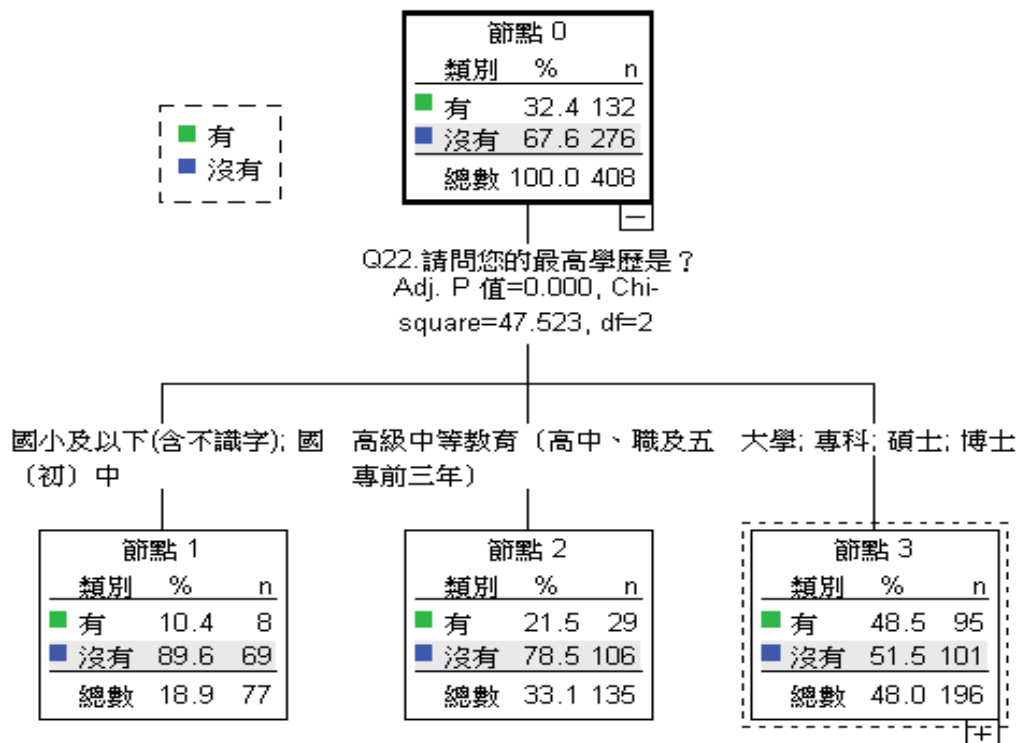 節點 0
類別 % n
有 32.4 132
沒有 67.6 276
總數 100.0 408
有
沒有
Q22.請問您的最高學歷是？
Adj. P 值=0.000, Chi-
square=47.523, df=2
國小及以下(含不識字); 國
〔初〕中
節點 1
類別 % n
有 10.4 8
沒有 89.6 69
總數 18.9 77
高級中等教育〔高中、職及五
專前三年〕
節點 2
類別 % n
有 21.5 29
沒有 78.5 106
總數 33.1 135
大學; 專科; 碩士; 博士
節點 3
類別 % n
有 48.5 95
沒有 51.5 101
總數 48.0 196